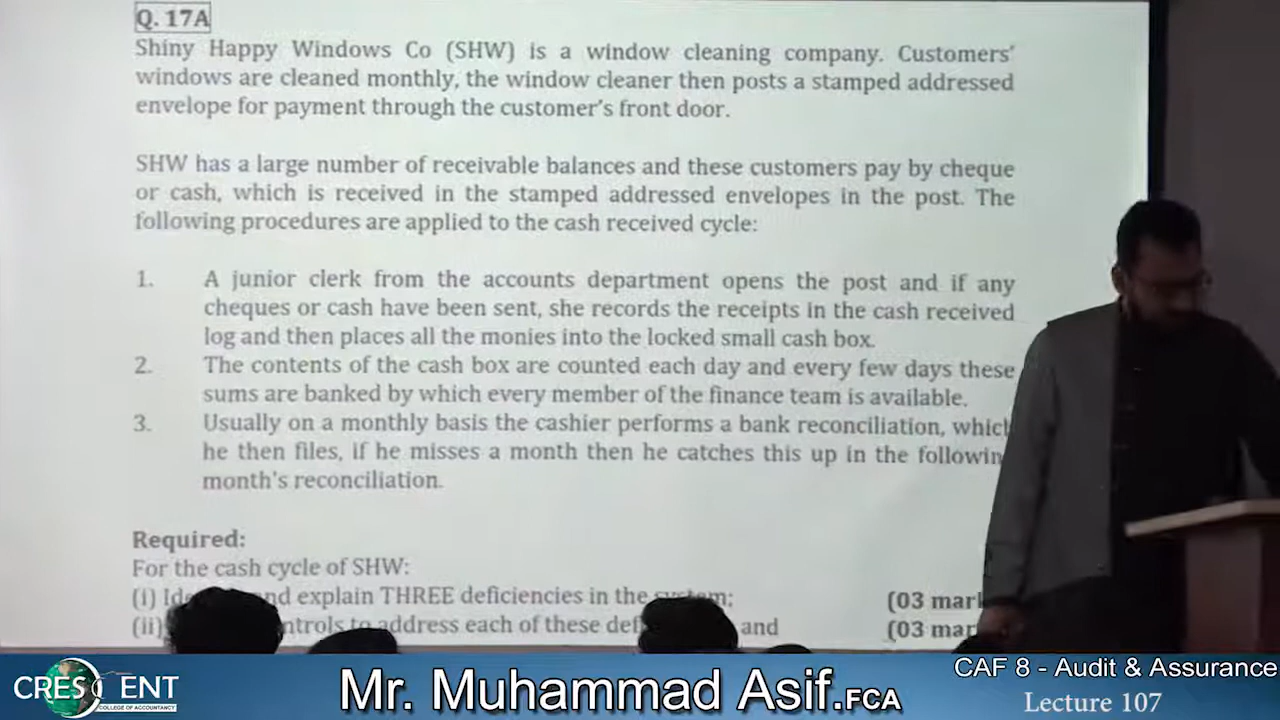 Q. 17A
Shiny Happy Windows Co (SHW) is a window cleaning company. Customers'
windows are cleaned monthly, the window cleaner then posts a stamped addressed
envelope for payment through the customer's front door.
SHW has a large number of receivable balances and these customers pay by cheque
or cash, which is received in the stamped addressed envelopes in the post. The
following procedures are applied to the cash received cycle:
1. A junior clerk from the accounts department opens the post and if any
cheques or cash have been sent, she records the receipts in the cash received
log and then places all the monies into the locked small cash box.
2. The contents of the cash box are counted each day and every few days these
sums are banked by which every member of the finance team is available.
3. Usually on a monthly basis the cashier performs a bank reconciliation, which
he then files, if he misses a month then he catches this up in the followin
month's reconciliation.
Required:
For the cash cycle of SHW:
(i) and explain THREE deficiencies in the system; (03
(ii) to address each of these and (03
CRESCENT
COLLEGE OF ACCOUNTANCY
Mr. Muhammad Asif.FCA
CAF 8 - Audit & Assurance
Lecture 107